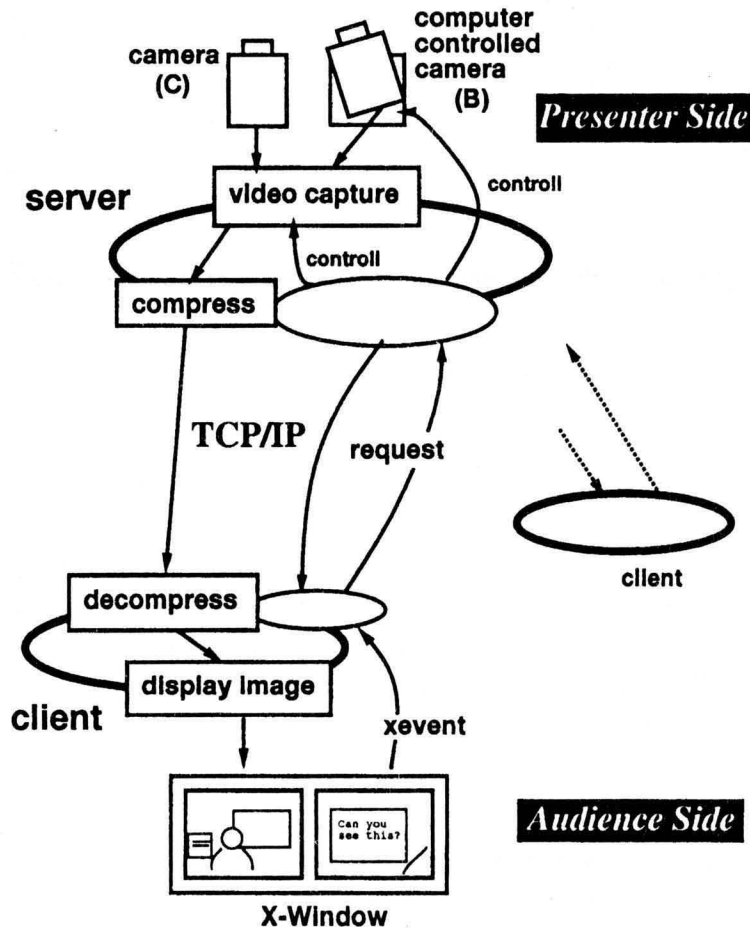 camera
(C)
computer
controlled
camera
(B)
Presenter Side
server
video capture
controll
controll
compress
TCP/IP
request
client
decompress
display image
client
xevent
Can you
see this?
Audience Side
X-Window